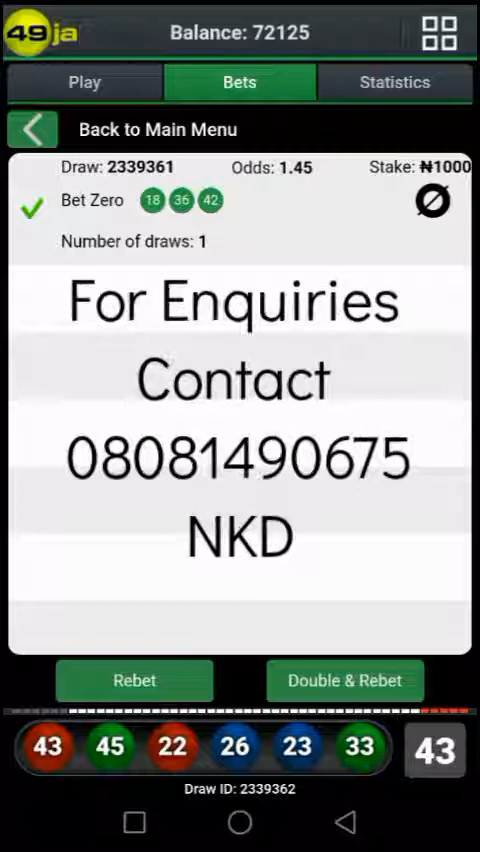 49ja
Balance: 72125
Play Bets Statistics
Back to Main Menu
Draw: 2339361 Odds: 1.45 Stake: ₦1000
Bet Zero 18 36 42
Number of draws: 1
For Enquiries
Contact
08081490675
NKD
Rebet Double & Rebet
43 45 22 26 23 33 43
Draw ID: 2339362